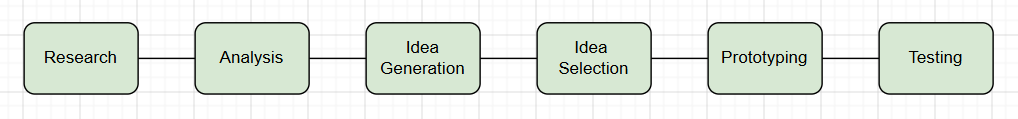 Research
Analysis
Idea
Generation
Idea
Selection
Prototyping
Testing